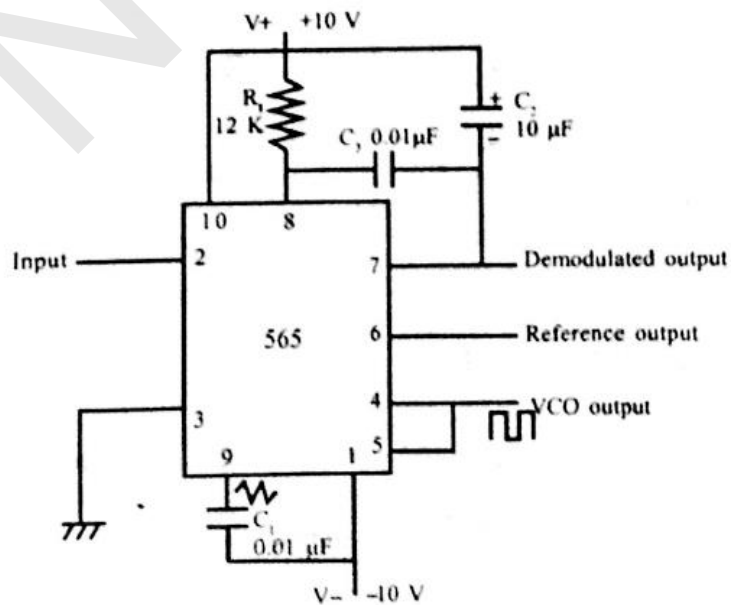 V+ +10 V
R₁
12 K
C₃ 0.01μF
+ C₂
10 μF
−
10
8
Input
2
7
Demodulated output
565
6
Reference output
3
4
VCO output
5
9
1
C₁
0.01 μF
V− −10 V